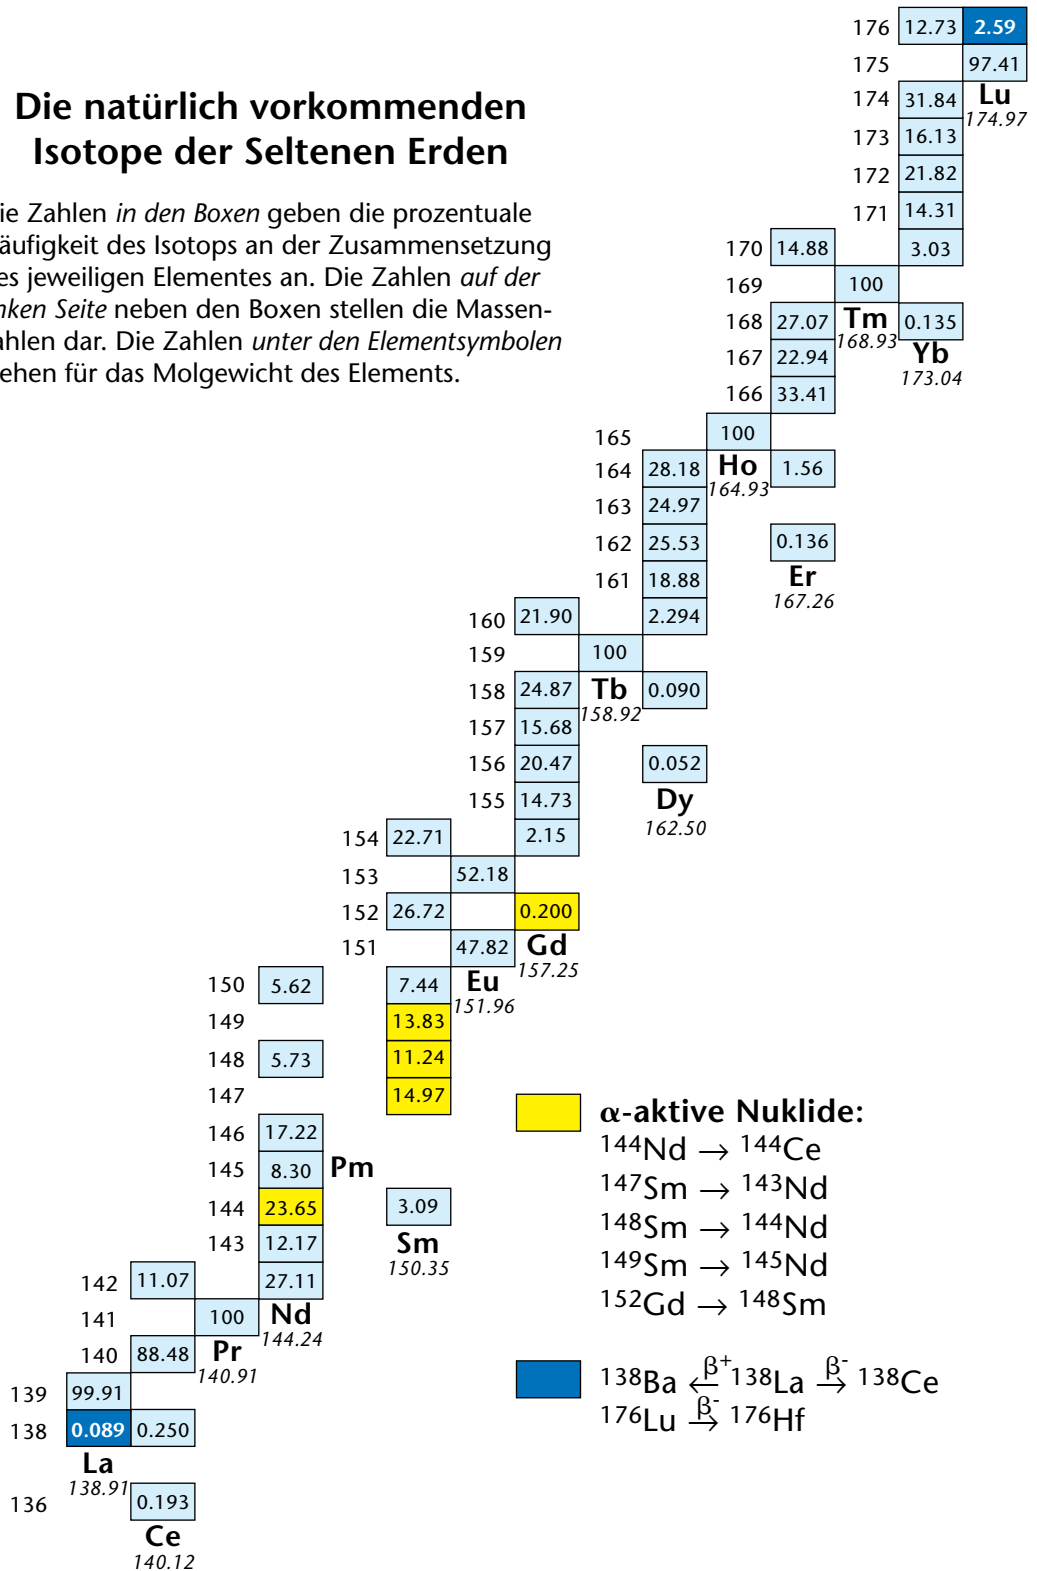 176 12.73 2.59
175 97.41
Die natürlich vorkommenden
Isotope der Seltenen Erden
174 31.84 Lu
174.97
173 16.13
172 21.82
ie Zahlen in den Boxen geben die prozentuale
171 14.31
äufigkeit des Isotops an der Zusammensetzung
170 14.88 3.03
es jeweiligen Elementes an. Die Zahlen auf der
169 100
nken Seite neben den Boxen stellen die Massen-
168 27.07 Tm 0.135
ahlen dar. Die Zahlen unter den Elementsymbolen
168.93
167 22.94 Yb
ehen für das Molgewicht des Elements.
173.04
166 33.41
165 100
164 28.18 Ho 1.56
164.93
163 24.97
162 25.53 0.136
161 18.88 Er
167.26
160 21.90 2.294
159 100
158 24.87 Tb 0.090
158.92
157 15.68
156 20.47 0.052
155 14.73 Dy
162.50
154 22.71 2.15
153 52.18
152 26.72 0.200
151 47.82 Gd
157.25
150 5.62 7.44 Eu
151.96
149 13.83
148 5.73 11.24
147 14.97
α-aktive Nuklide:
146 17.22
¹⁴⁴Nd → ¹⁴⁴Ce
145 8.30 Pm
¹⁴⁷Sm → ¹⁴³Nd
144 23.65 3.09
¹⁴⁸Sm → ¹⁴⁴Nd
143 12.17 Sm
150.35
¹⁴⁹Sm → ¹⁴⁵Nd
142 11.07 27.11
¹⁵²Gd → ¹⁴⁸Sm
141 100 Nd
144.24
140 88.48 Pr
140.91
¹³⁸Ba ←β⁺ ¹³⁸La →β⁻ ¹³⁸Ce
139 99.91
¹⁷⁶Lu →β⁻ ¹⁷⁶Hf
138 0.089 0.250
La
138.91
136 0.193
Ce
140.12